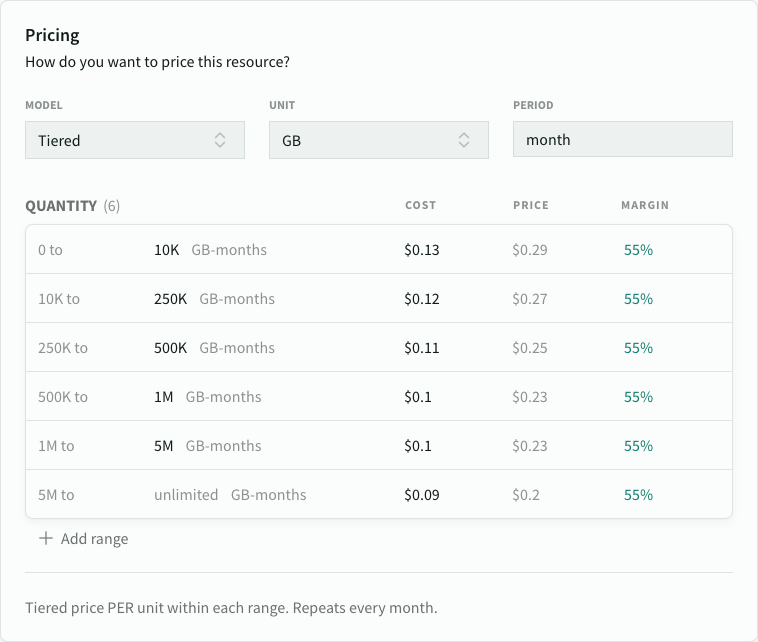 Pricing
How do you want to price this resource?
MODEL UNIT PERIOD
Tiered GB month
QUANTITY (6) COST PRICE MARGIN
0 to 10K GB-months $0.13 $0.29 55%
10K to 250K GB-months $0.12 $0.27 55%
250K to 500K GB-months $0.11 $0.25 55%
500K to 1M GB-months $0.1 $0.23 55%
1M to 5M GB-months $0.1 $0.23 55%
5M to unlimited GB-months $0.09 $0.2 55%
+ Add range
Tiered price PER unit within each range. Repeats every month.